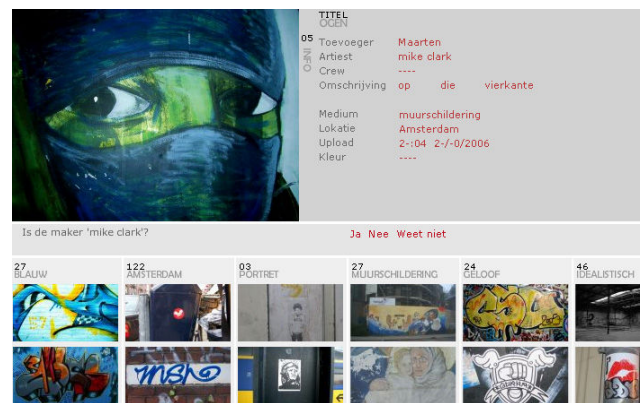 TITEL
OGEN
05 INFO
Toevoeger Maarten
Artiest mike clark
Crew ----
Omschrijving op die vierkante
Medium muurschildering
Lokatie Amsterdam
Upload 2-:04 2-/-0/2006
Kleur ----
Is de maker 'mike clark'? Ja Nee Weet niet
27 122 03 27 24 46
BLAUW AMSTERDAM PORTRET MUURSCHILDERING GELOOF IDEALISTISCH